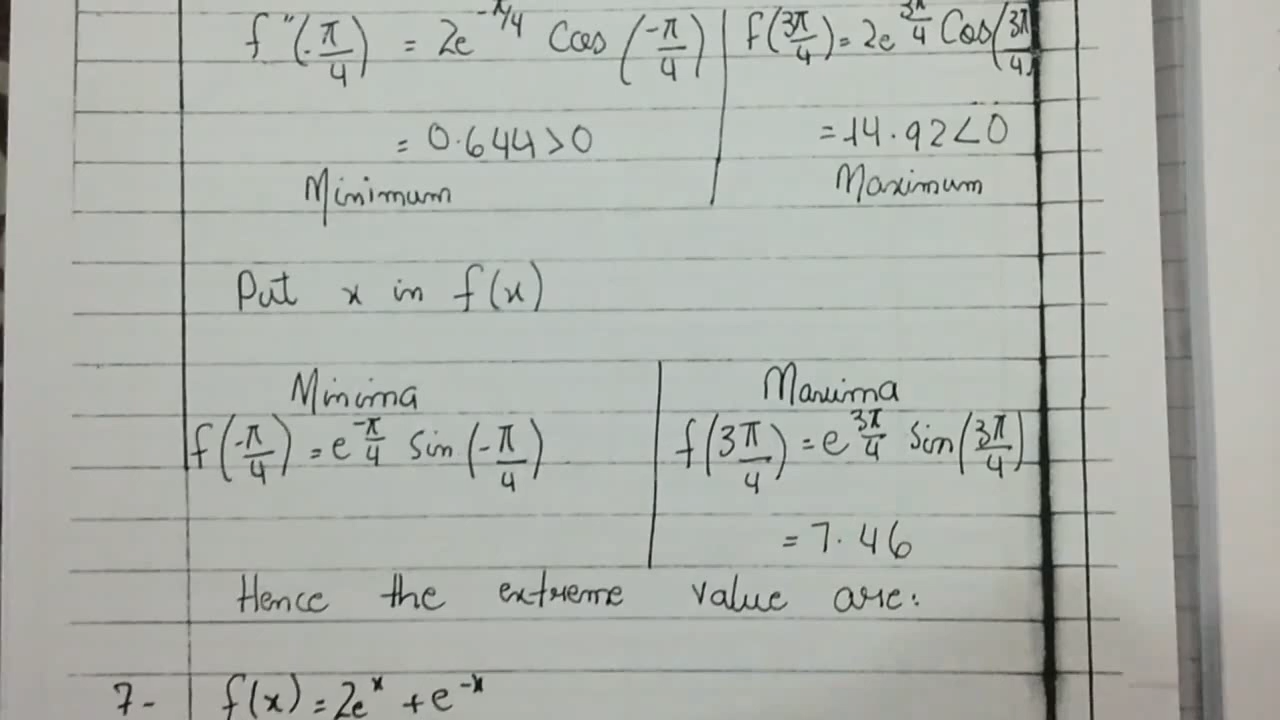 f''(-π/4) = 2e^{-π/4} Cos(-π/4) | f(3π/4) = 2e^{3π/4} Cos(3π/4)
= 0.644>0 | =14.92<0
Minimum | Maximum
Put x in f(x)
Minima | Maxima
f(-π/4) = e^{-π/4} Sin(-π/4) | f(3π/4) = e^{3π/4} Sin(3π/4)
= 7.46
Hence the extreme value are:
7- f(x) = 2e^x + e^{-x}